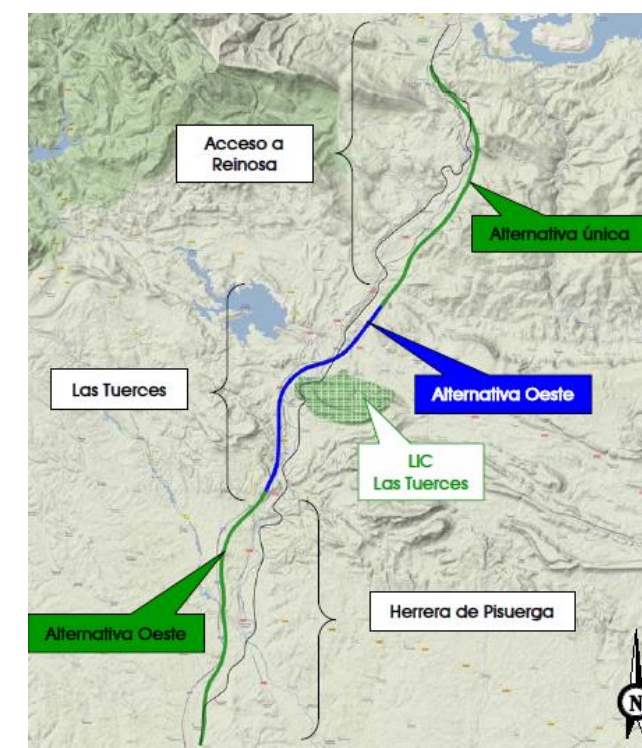 Acceso a
Reinosa
Alternativa única
Las Tuerces
Alternativa Oeste
LIC
Las Tuerces
Herrera de Pisuerga
Alternativa Oeste
N